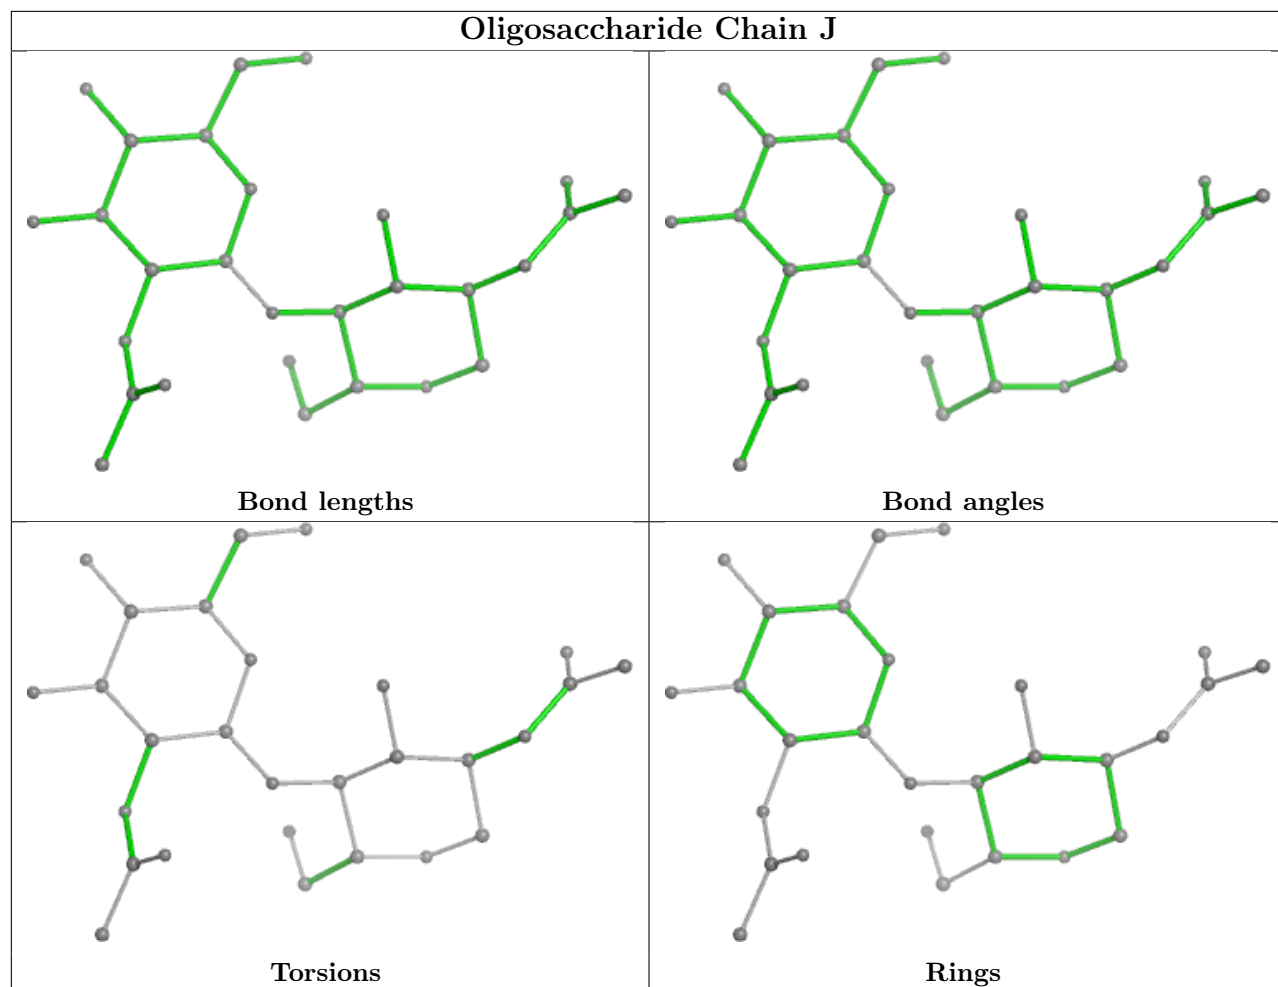 Oligosaccharide Chain J
Bond lengths
Bond angles
Torsions
Rings